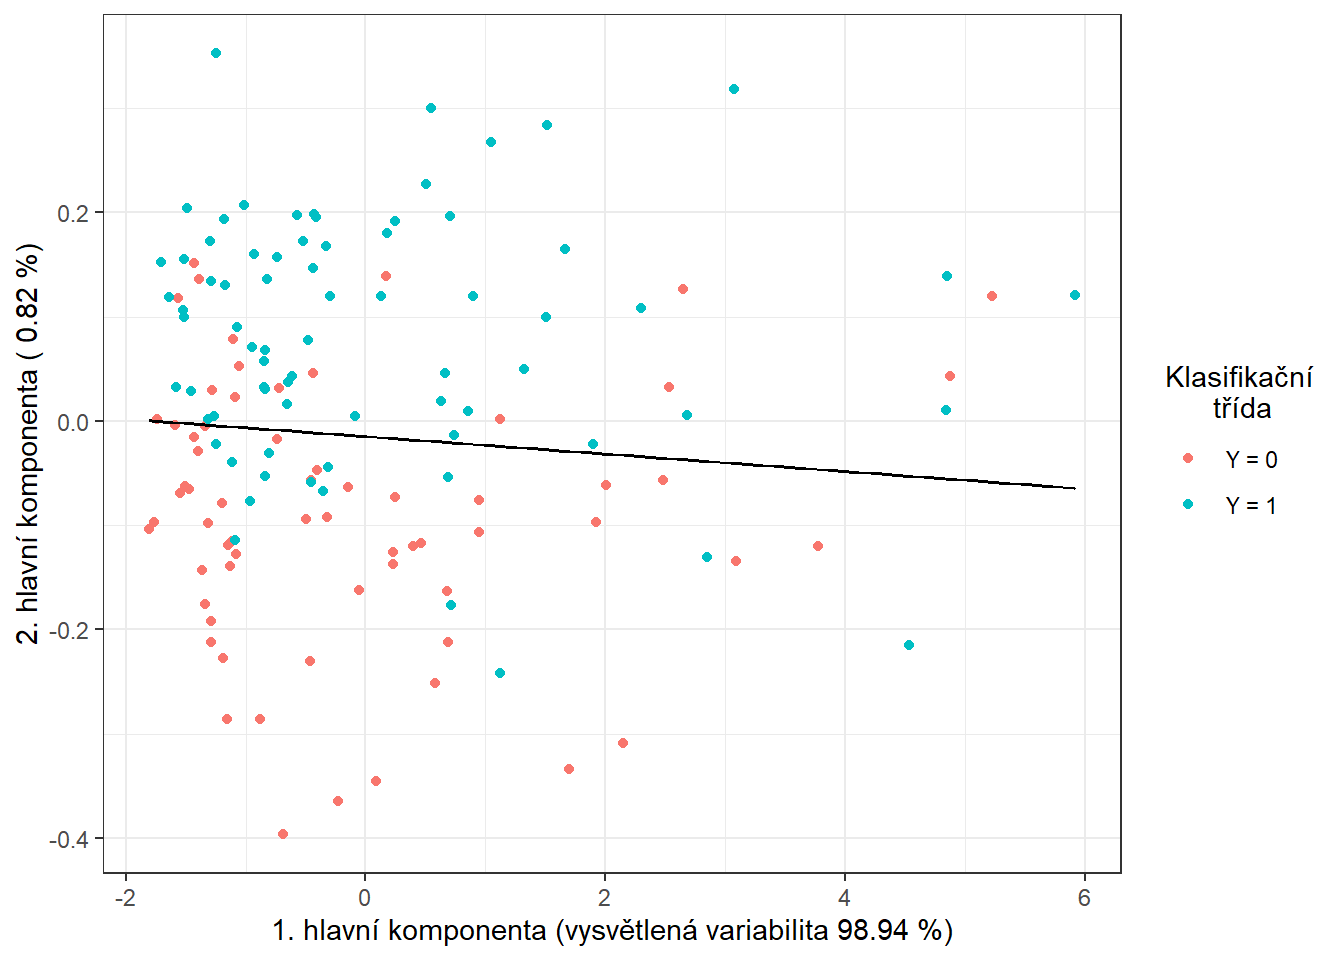 2. hlavní komponenta ( 0.82 %)
0.2
0.0
-0.2
-0.4
-2
0
2
4
6
1. hlavní komponenta (vysvětlená variabilita 98.94 %)
Klasifikační
třída
Y = 0
Y = 1